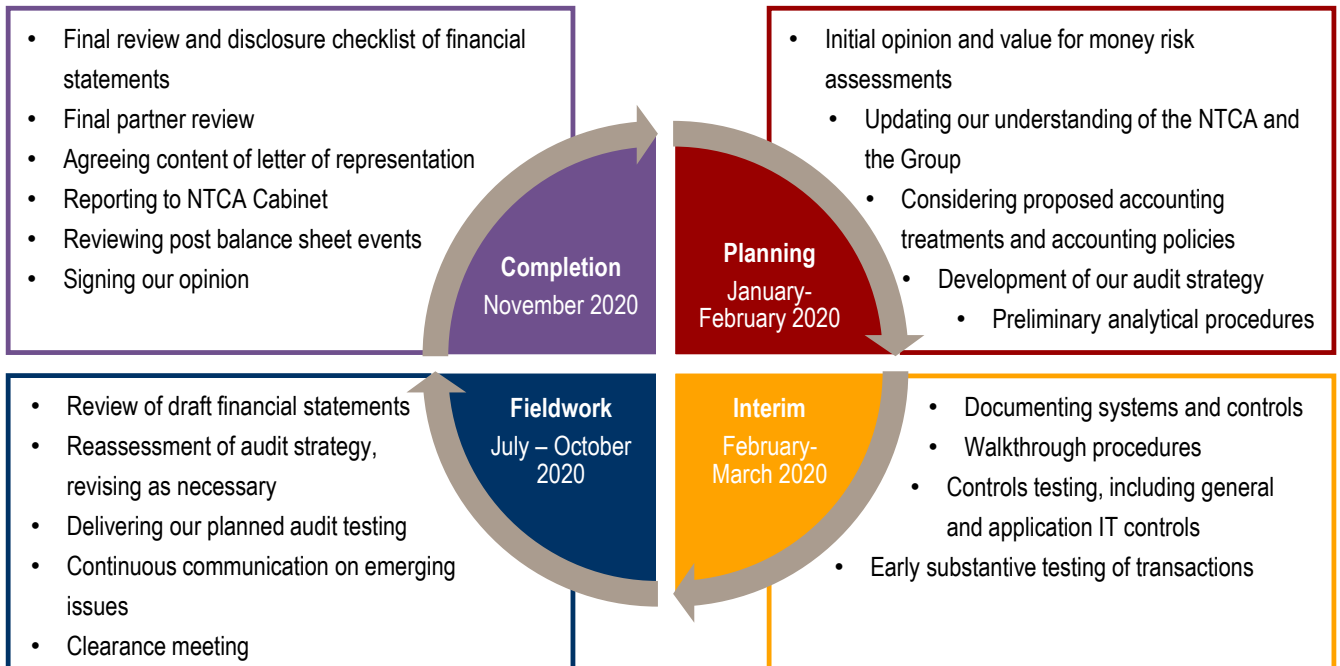 • Final review and disclosure checklist of financial
statements
• Final partner review
• Agreeing content of letter of representation
• Reporting to NTCA Cabinet
• Reviewing post balance sheet events
• Signing our opinion
Completion
November 2020
• Initial opinion and value for money risk
assessments
• Updating our understanding of the NTCA and
the Group
• Considering proposed accounting
treatments and accounting policies
• Development of our audit strategy
• Preliminary analytical procedures
Planning
January-
February 2020
• Review of draft financial statements
• Reassessment of audit strategy,
revising as necessary
• Delivering our planned audit testing
• Continuous communication on emerging
issues
• Clearance meeting
Fieldwork
July – October
2020
Interim
February-
March 2020
• Documenting systems and controls
• Walkthrough procedures
• Controls testing, including general
and application IT controls
• Early substantive testing of transactions